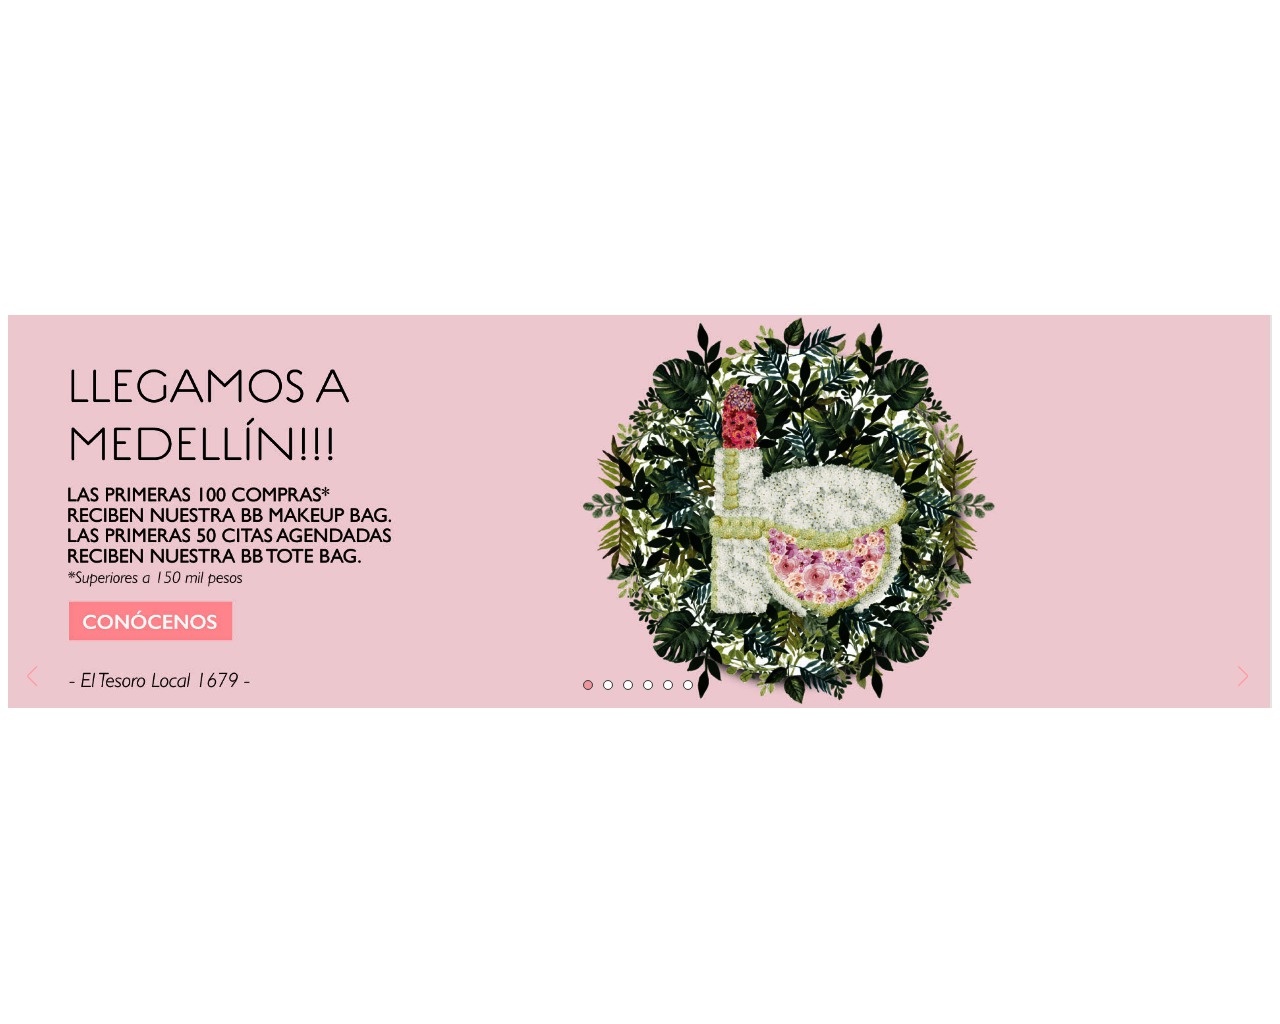 LLEGAMOS A
MEDELLÍN!!!
LAS PRIMERAS 100 COMPRAS*
RECIBEN NUESTRA BB MAKEUP BAG.
LAS PRIMERAS 50 CITAS AGENDADAS
RECIBEN NUESTRA BB TOTE BAG.
*Superiores a 150 mil pesos
CONÓCENOS
- El Tesoro Local 1679 -